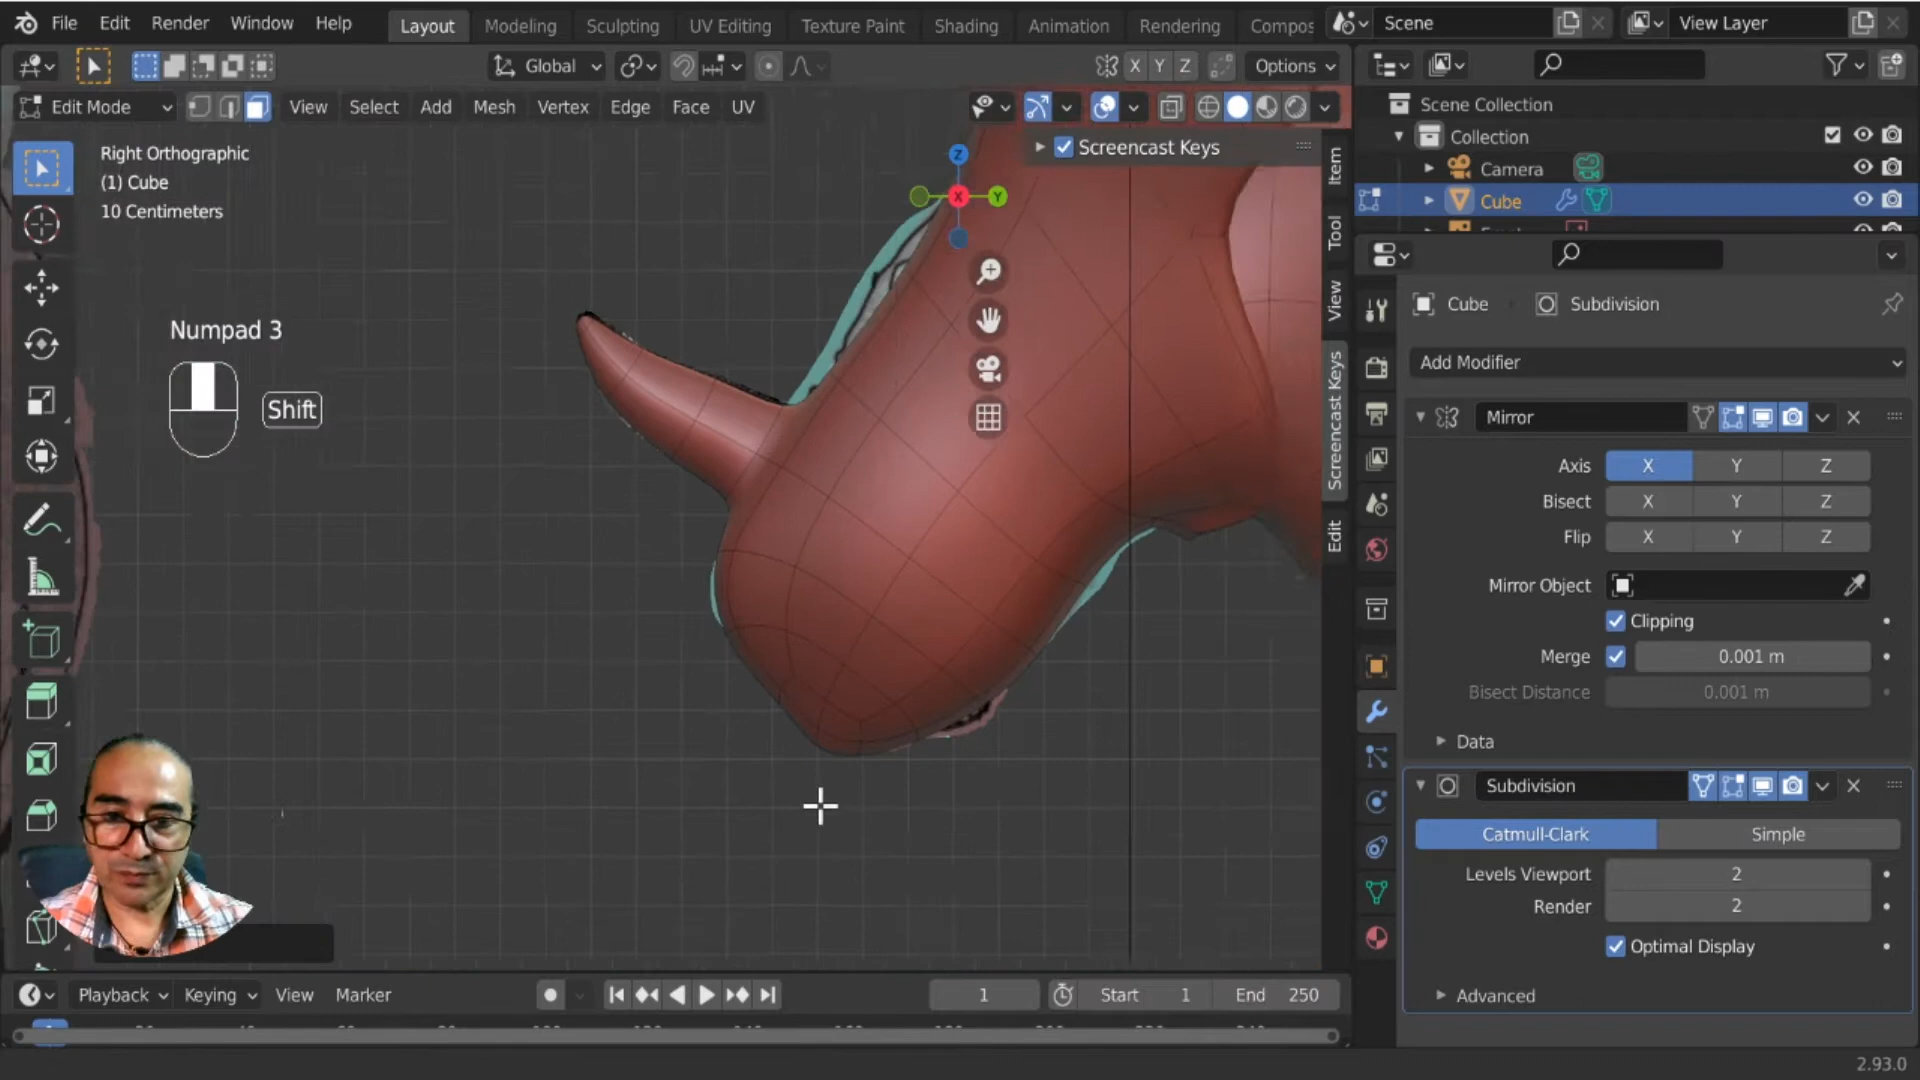 File Edit Render Window Help Layout Modeling Sculpting UV Editing Texture Paint Shading Animation Rendering Compos Scene View Layer
Global X Y Z Options
Edit Mode View Select Add Mesh Vertex Edge Face UV
Right Orthographic
(1) Cube
10 Centimeters
Screencast Keys
Z
X
Y
Numpad 3
Shift
Item
Tool
View
Screencast Keys
Edit
Scene Collection
Collection
Camera
Cube
Cube Subdivision
Add Modifier
Mirror
Axis X Y Z
Bisect X Y Z
Flip X Y Z
Mirror Object
Clipping
Merge 0.001 m
Bisect Distance 0.001 m
Data
Subdivision
Catmull-Clark Simple
Levels Viewport 2
Render 2
Optimal Display
Advanced
Playback Keying View Marker 1 Start 1 End 250
2.93.0